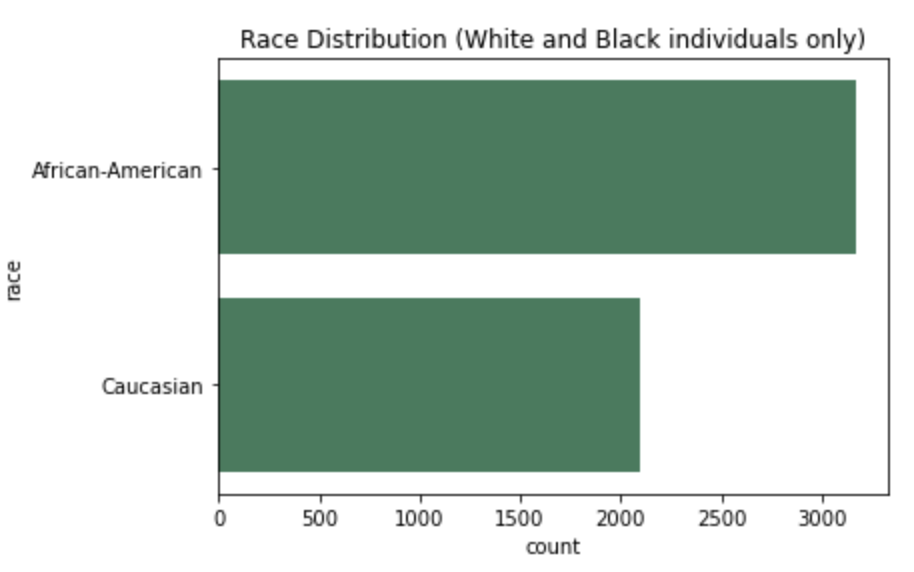 Race Distribution (White and Black individuals only)
African-American
Caucasian
race
0 500 1000 1500 2000 2500 3000
count